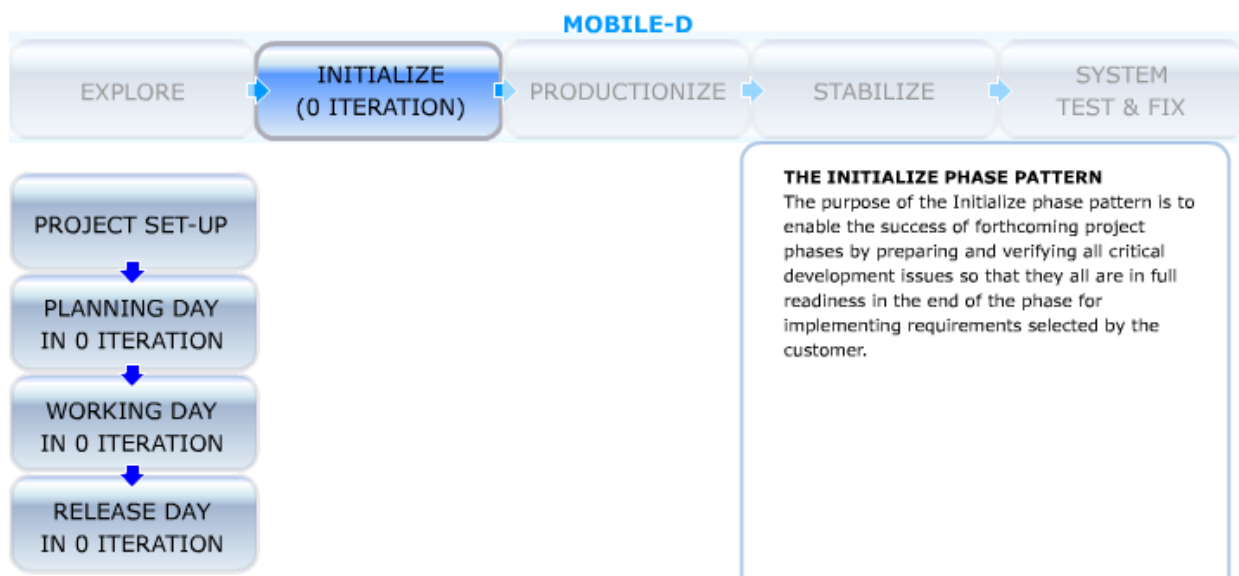 MOBILE-D
EXPLORE
INITIALIZE
(0 ITERATION)
PRODUCTIONIZE
STABILIZE
SYSTEM
TEST & FIX
PROJECT SET-UP
PLANNING DAY
IN 0 ITERATION
WORKING DAY
IN 0 ITERATION
RELEASE DAY
IN 0 ITERATION
THE INITIALIZE PHASE PATTERN
The purpose of the Initialize phase pattern is to
enable the success of forthcoming project
phases by preparing and verifying all critical
development issues so that they all are in full
readiness in the end of the phase for
implementing requirements selected by the
customer.